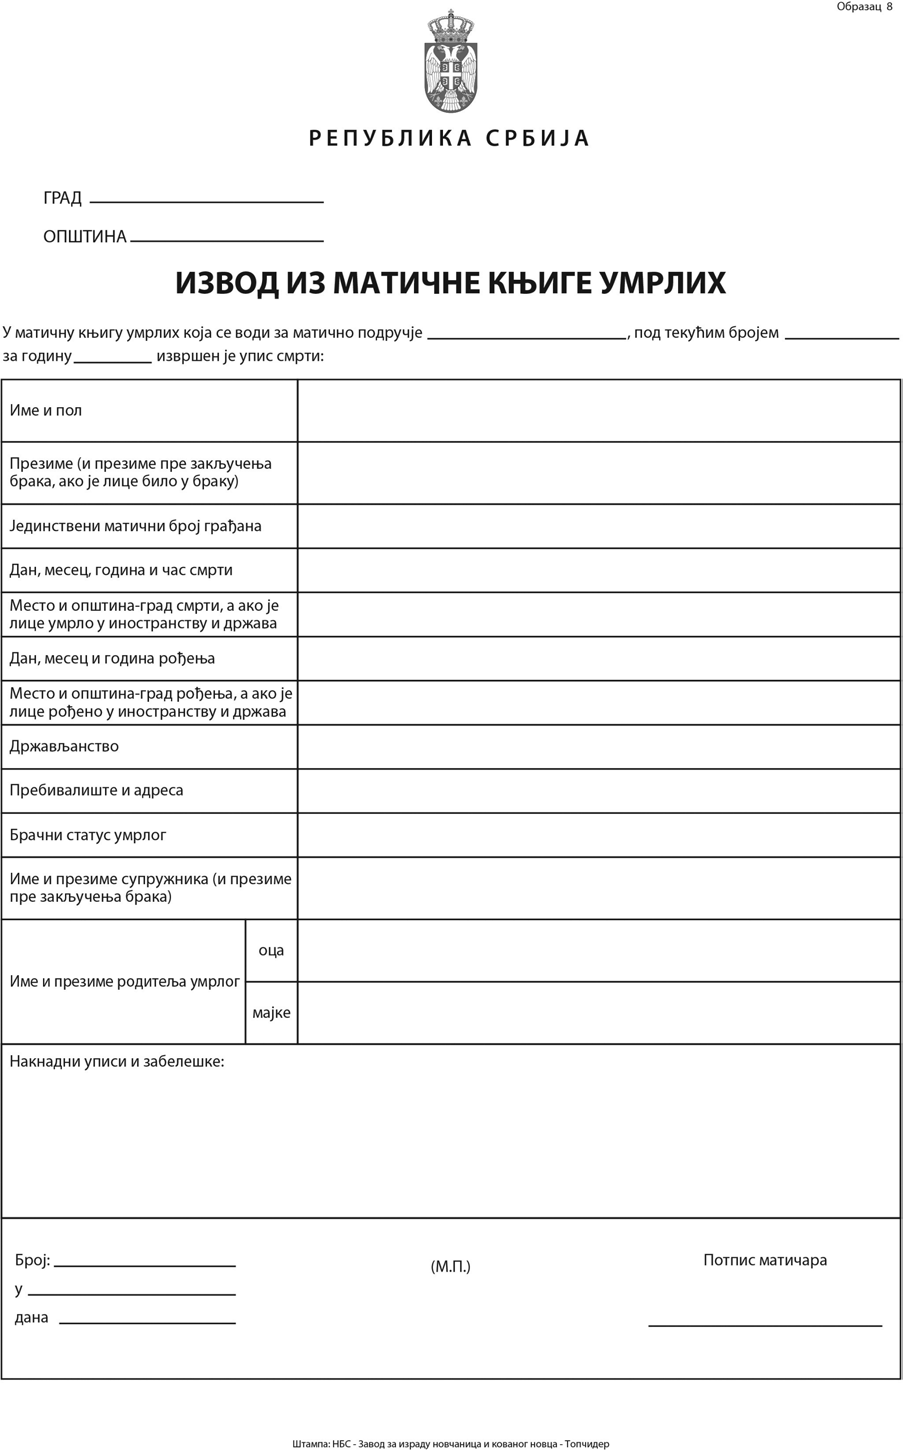 Образац 8
РЕПУБЛИКА СРБИЈА
ГРАД
ОПШТИНА
ИЗВОД ИЗ МАТИЧНЕ КЊИГЕ УМРЛИХ
У матичну књигу умрлих која се води за матично подручје , под текућим бројем
за годину извршен је упис смрти:
Име и пол
Презиме (и презиме пре закључења
брака, ако је лице било у браку)
Јединствени матични број грађана
Дан, месец, година и час смрти
Место и општина-град смрти, а ако је
лице умрло у иностранству и држава
Дан, месец и година рођења
Место и општина-град рођења, а ако је
лице рођено у иностранству и држава
Држављанство
Пребивалиште и адреса
Брачни статус умрлог
Име и презиме супружника (и презиме
пре закључења брака)
Име и презиме родитеља умрлог
оца
мајке
Накнадни уписи и забелешке:
Број:
у
дана
(М.П.)
Потпис матичара
Штампа: НБС - Завод за израду новчаница и кованог новца - Топчидер